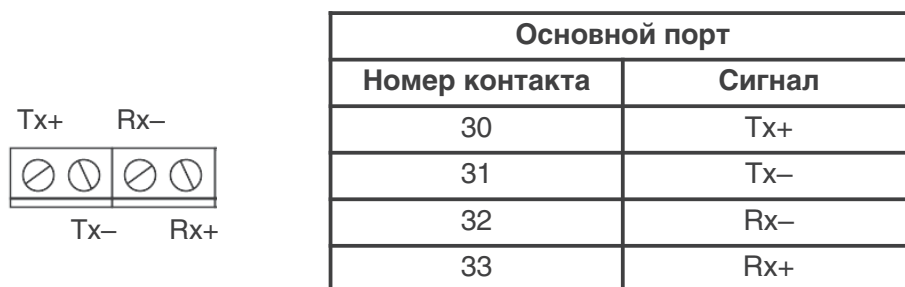 Tx+ Rx–
Tx– Rx+
Основной порт
Номер контакта Сигнал
30 Tx+
31 Tx–
32 Rx–
33 Rx+